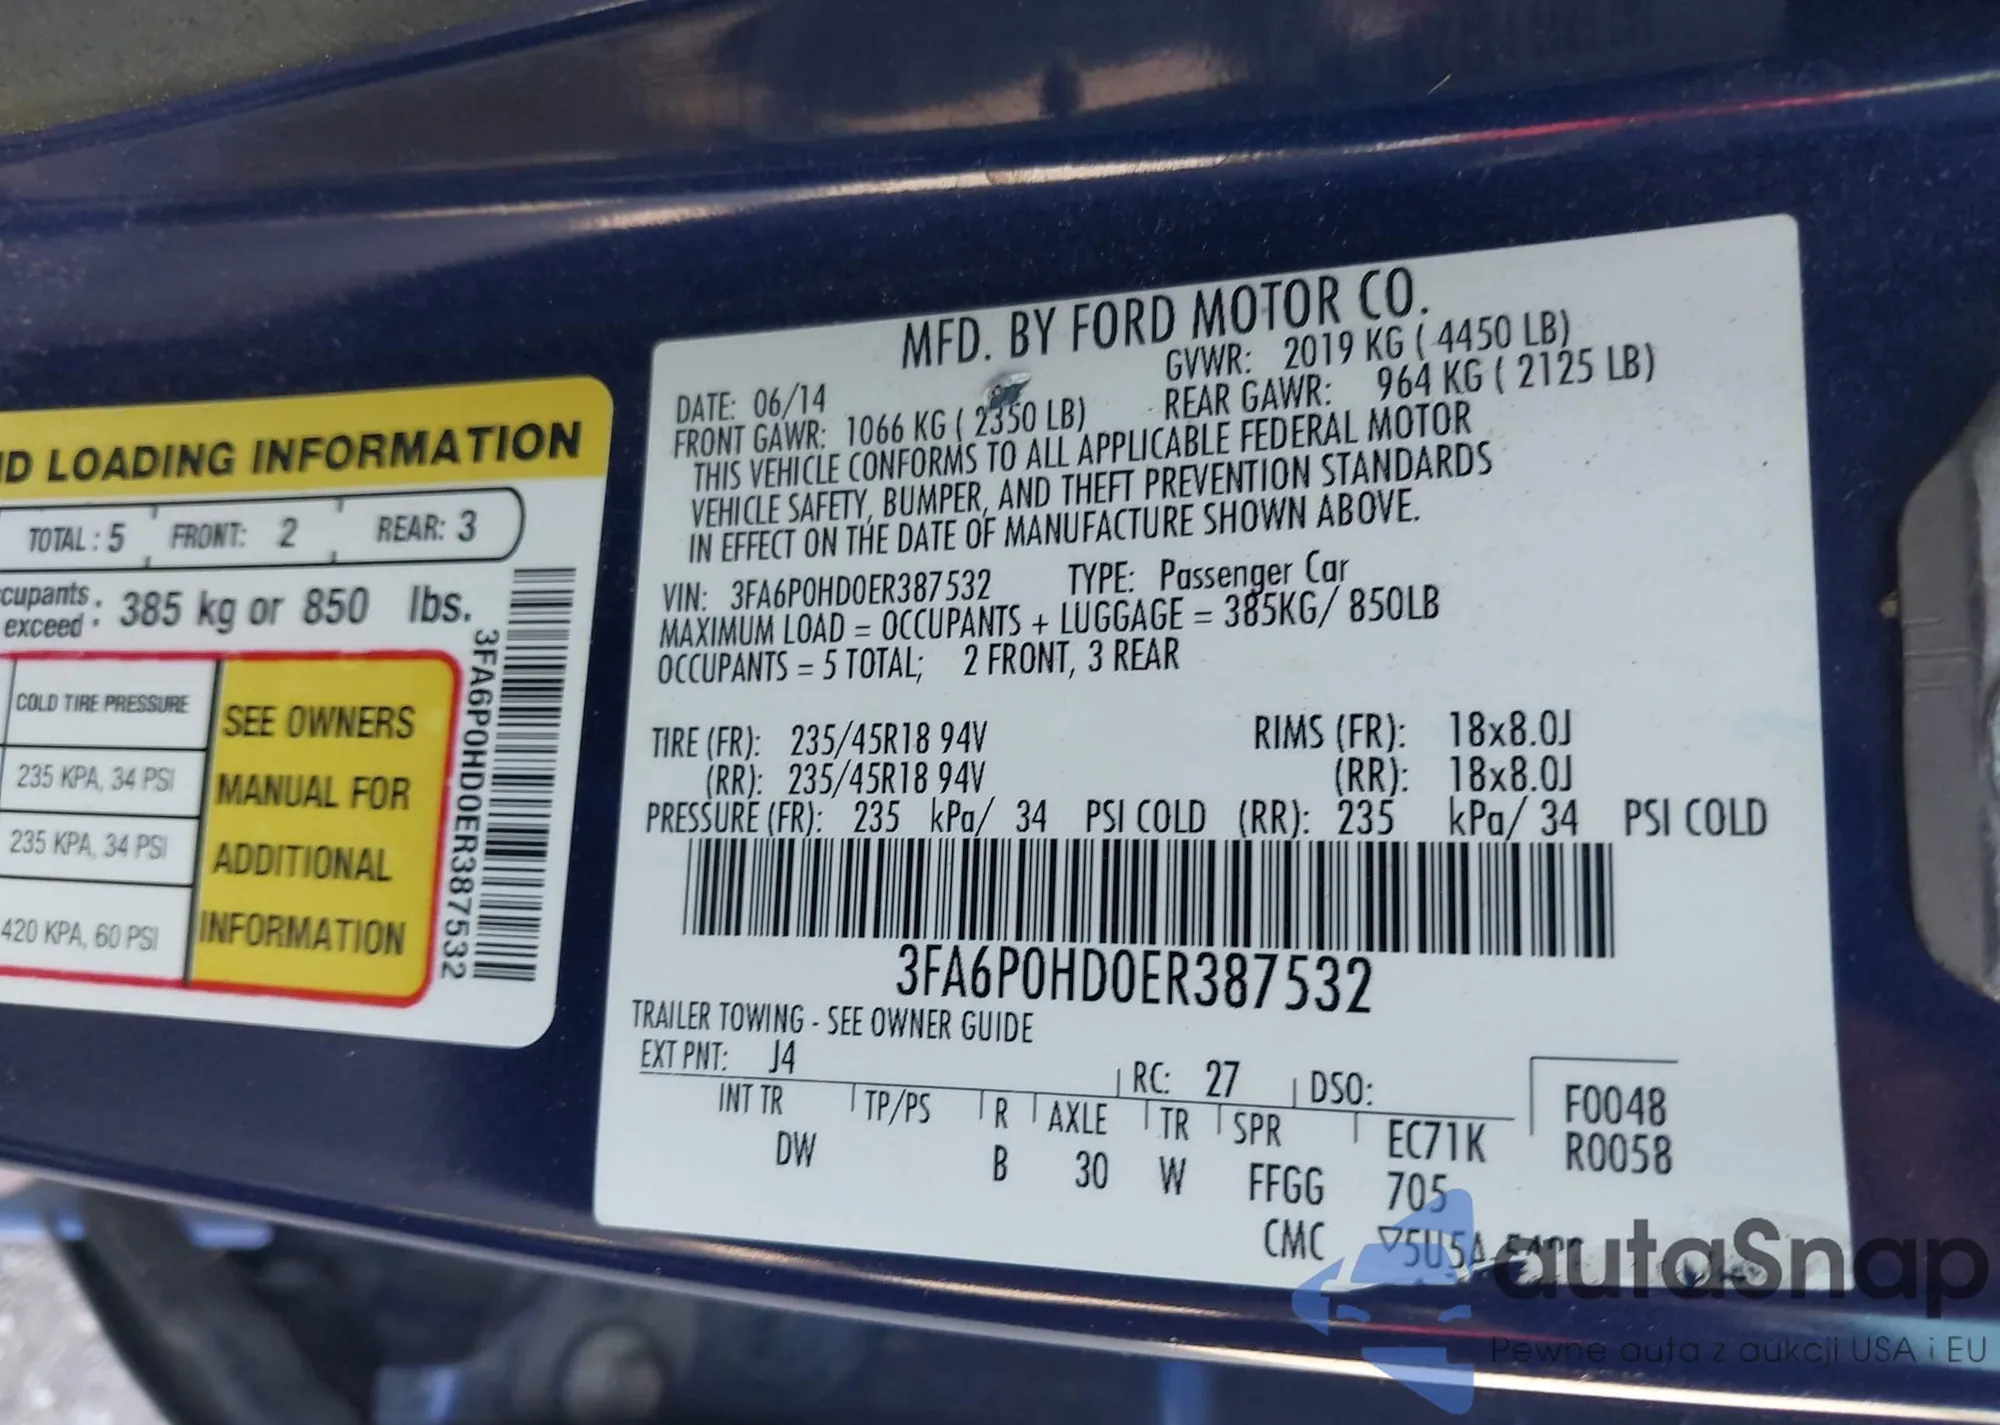 ND LOADING INFORMATION
TOTAL : 5 FRONT: 2 REAR: 3
385 kg or 850 lbs.
exceed :
COLD TIRE PRESSURE
235 KPA, 34 PSI
235 KPA, 34 PSI
420 KPA, 60 PSI
SEE OWNERS
MANUAL FOR
ADDITIONAL
INFORMATION
3FA6P0HD0ER387532
MFD. BY FORD MOTOR CO.
DATE: 06/14 GVWR: 2019 KG ( 4450 LB)
FRONT GAWR: 1066 KG ( 2350 LB) REAR GAWR: 964 KG ( 2125 LB)
THIS VEHICLE CONFORMS TO ALL APPLICABLE FEDERAL MOTOR
VEHICLE SAFETY, BUMPER, AND THEFT PREVENTION STANDARDS
IN EFFECT ON THE DATE OF MANUFACTURE SHOWN ABOVE.
VIN: 3FA6P0HD0ER387532 TYPE: Passenger Car
MAXIMUM LOAD = OCCUPANTS + LUGGAGE = 385KG/ 850LB
OCCUPANTS = 5 TOTAL; 2 FRONT, 3 REAR
TIRE (FR): 235/45R18 94V RIMS (FR): 18x8.0J
(RR): 235/45R18 94V (RR): 18x8.0J
PRESSURE (FR): 235 kPa/ 34 PSI COLD (RR): 235 kPa/ 34 PSI COLD
3FA6P0HD0ER387532
TRAILER TOWING - SEE OWNER GUIDE
EXT PNT: J4 RC: 27 DSO:
F0048
R0058
INT TR TP/PS R AXLE TR SPR EC71K
DW B 30 W FFGG 705
CMC
autoSnap
Pewne auta z aukcji USA i EU